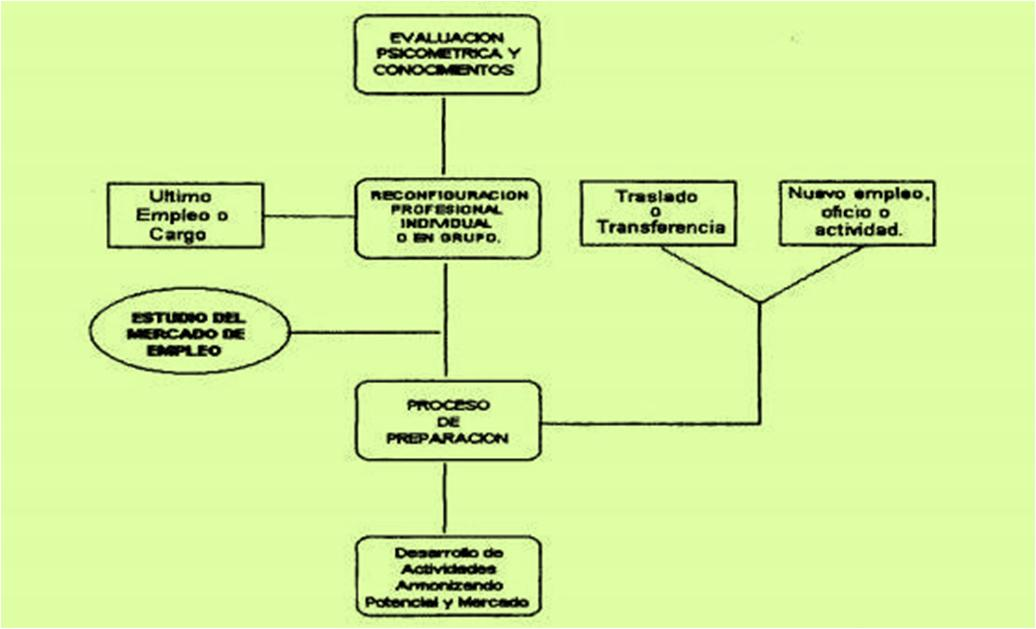 EVALUACION
PSICOMETRICA Y
CONOCIMIENTOS
Ultimo
Empleo o
Cargo
RECONFIGURACION
PROFESIONAL
INDIVIDUAL
O EN GRUPO.
Traslado
o
Transferencia
Nuevo empleo,
oficio o
actividad.
ESTUDIO DEL
MERCADO DE
EMPLEO
PROCESO
DE
PREPARACION
Desarrollo de
Actividades
Armonizando
Potencial y Mercado